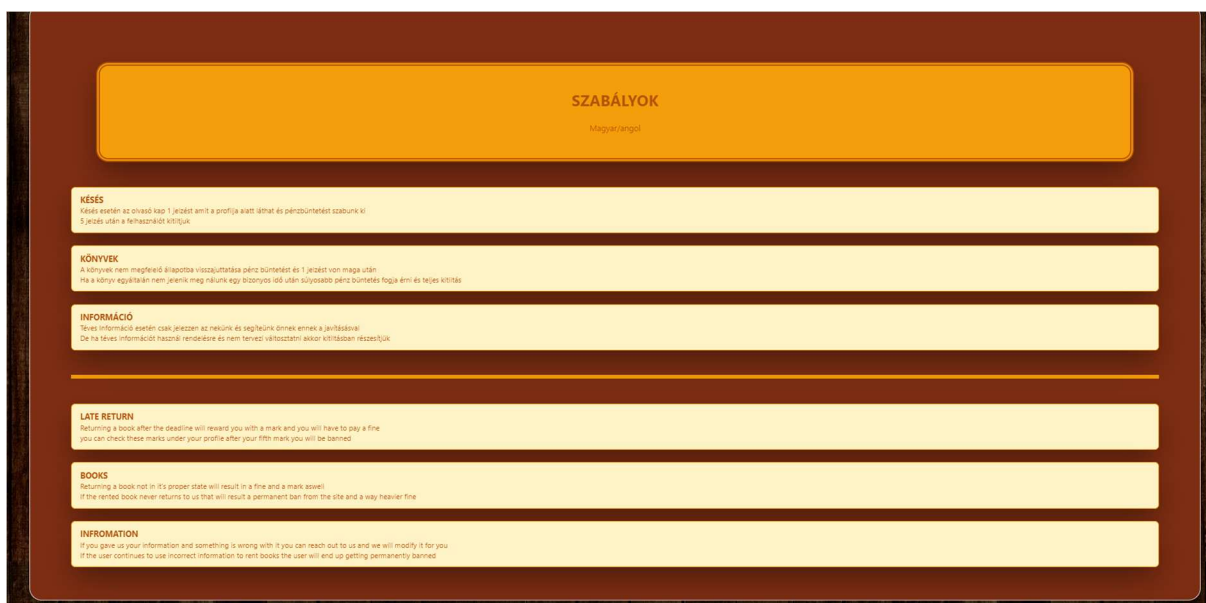 SZABÁLYOK
Magyar/angol
KÉSÉS
Késés esetén az olvasó kap 1 jelzést amit a profilja alatt láthat és pénzbüntetést szabunk ki
5 jelzés után a felhasználót kitiltjuk
KÖNYVEK
A könyvek nem megfelelő állapotba visszajuttatása pénz büntetést és 1 jelzést von maga után
Ha a könyv egyáltalán nem jelenik meg nálunk egy bizonyos idő után súlyosabb pénz büntetés fogja érni és teljes kitiltás
INFORMÁCIÓ
Téves Információ esetén csak jelezzen az nekünk és segíteünk önnek ennek a javításásval
De ha téves információt használ rendelésre és nem tervezi változtatni akkor kitiltásban részesítjük
LATE RETURN
Returning a book after the deadline will reward you with a mark and you will have to pay a fine
you can check these marks under your profile after your fifth mark you will be banned
BOOKS
Returning a book not in it's proper state will result in a fine and a mark aswell
If the rented book never returns to us that will result a permanent ban from the site and a way heavier fine
INFROMATION
If you gave us your information and something is wrong with it you can reach out to us and we will modify it for you
If the user continues to use incorrect information to rent books the user will end up getting permanently banned